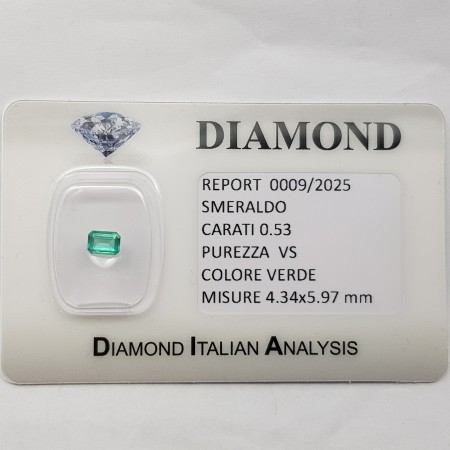 DIAMOND
REPORT 0009/2025
SMERALDO
CARATI 0.53
PUREZZA VS
COLORE VERDE
MISURE 4.34x5.97 mm
DIAMOND ITALIAN ANALYSIS